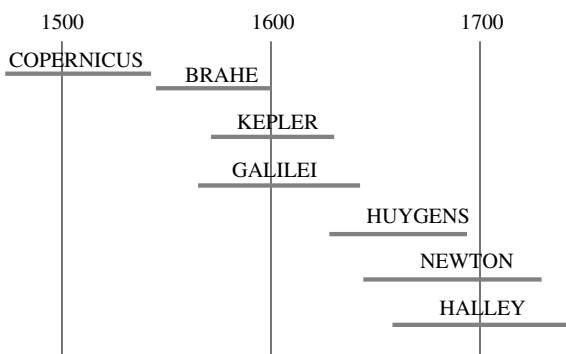 1500 1600 1700
COPERNICUS
BRAHE
KEPLER
GALILEI
HUYGENS
NEWTON
HALLEY